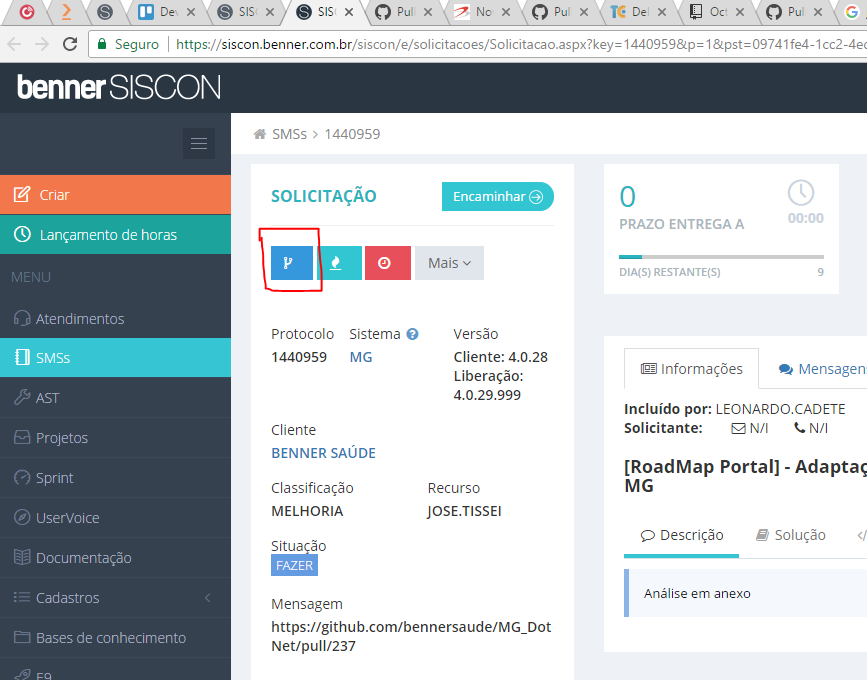 Dev
SIS
SIS
Pull
No
Pul
Del
Oct
Pul
Seguro
https://siscon.benner.com.br/siscon/e/solicitacoes/Solicitacao.aspx?key=1440959&p=1&pst=09741fe4-1cc2-4ec
benner SISCON
SMSs > 1440959
Criar
Lançamento de horas
MENU
Atendimentos
SMSs
AST
Projetos
Sprint
UserVoice
Documentação
Cadastros
Bases de conhecimento
E9
SOLICITAÇÃO
Encaminhar
Mais
Protocolo Sistema Versão
1440959 MG Cliente: 4.0.28
Liberação:
4.0.29.999
Cliente
BENNER SAÚDE
Classificação Recurso
MELHORIA JOSE.TISSEI
Situação
FAZER
Mensagem
https://github.com/bennersaude/MG_Dot
Net/pull/237
0
00:00
PRAZO ENTREGA A
DIA(S) RESTANTE(S) 9
Informações Mensagens
Incluído por: LEONARDO.CADETE
Solicitante: N/I N/I
[RoadMap Portal] - Adaptaç
MG
Descrição Solução
Análise em anexo